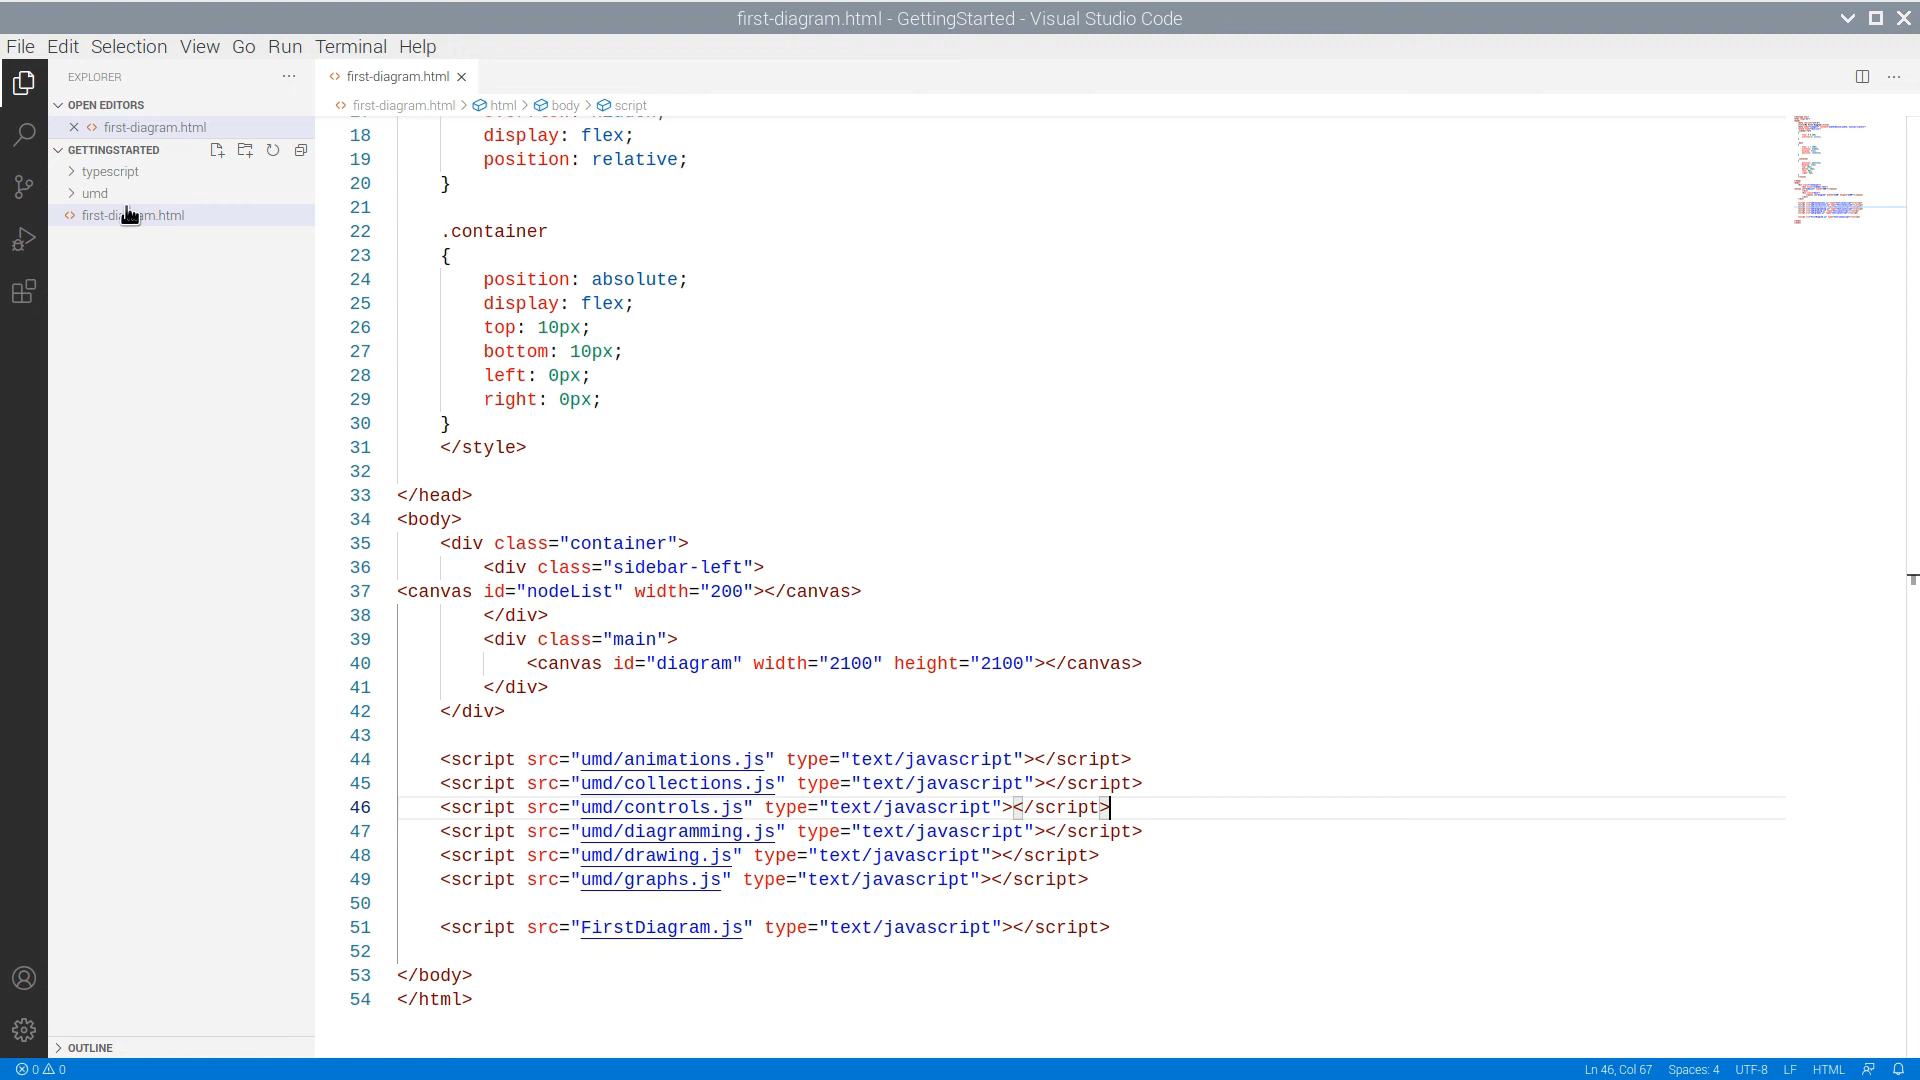 first-diagram.html - GettingStarted - Visual Studio Code
File Edit Selection View Go Run Terminal Help
EXPLORER
first-diagram.html
OPEN EDITORS
first-diagram.html > html > body > script
first-diagram.html
GETTINGSTARTED
typescript
umd
18 display: flex;
19 position: relative;
20 }
21
22 .container
23 {
24 position: absolute;
25 display: flex;
26 top: 10px;
27 bottom: 10px;
28 left: 0px;
29 right: 0px;
30 }
31 </style>
32
33 </head>
34 <body>
35 <div class="container">
36 <div class="sidebar-left">
37 <canvas id="nodeList" width="200"></canvas>
38 </div>
39 <div class="main">
40 <canvas id="diagram" width="2100" height="2100"></canvas>
41 </div>
42 </div>
43
44 <script src="umd/animations.js" type="text/javascript"></script>
45 <script src="umd/collections.js" type="text/javascript"></script>
46 <script src="umd/controls.js" type="text/javascript"></script>
47 <script src="umd/diagramming.js" type="text/javascript"></script>
48 <script src="umd/drawing.js" type="text/javascript"></script>
49 <script src="umd/graphs.js" type="text/javascript"></script>
50
51 <script src="FirstDiagram.js" type="text/javascript"></script>
52
53 </body>
54 </html>
OUTLINE
0 0
Ln 46, Col 67 Spaces: 4 UTF-8 LF HTML